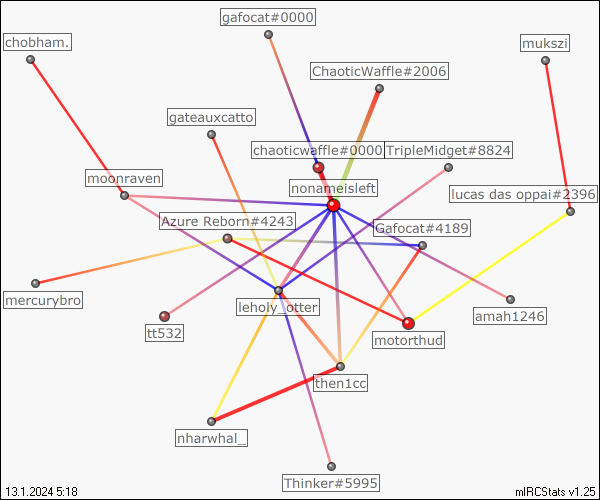 gafocat#0000
chobham.
mukszi
ChaoticWaffle#2006
gateauxcatto
chaoticwaffle#0000
TripleMidget#8824
moonraven
nonameisleft
lucas das oppai#2396
Azure Reborn#4243
Gafocat#4189
mercurybro
leholy_otter
amah1246
tt532
motorthud
then1cc
nharwhal_
Thinker#5995
13.1.2024 5:18
mIRCStats v1.25